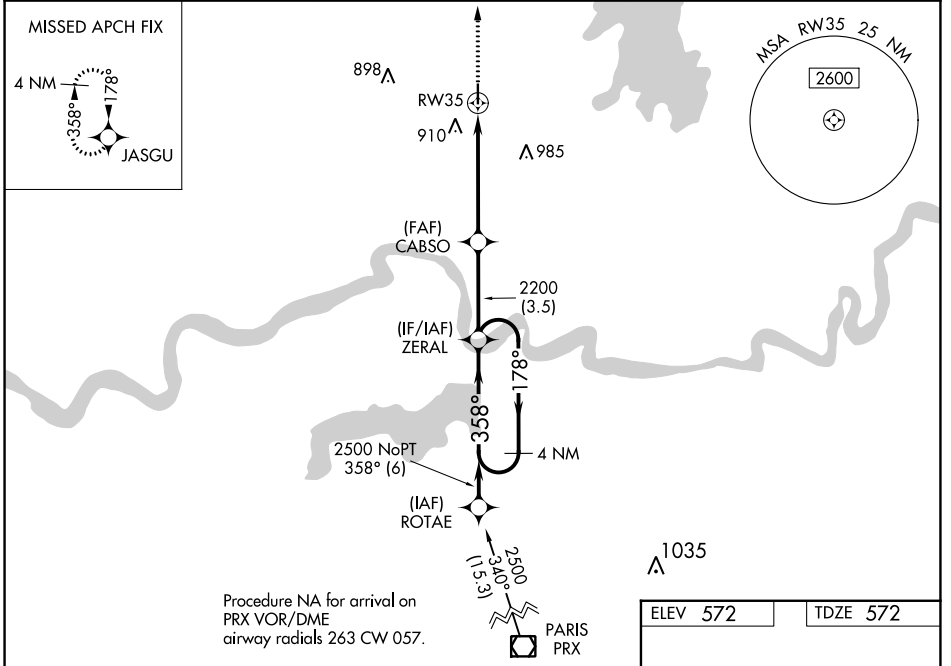 MISSED APCH FIX
4 NM
178°
358°
JASGU
898
RW35
910
985
MSA RW35 25 NM
2600
(FAF)
CABSO
2200
(3.5)
(IF/IAF)
ZERAL
178°
358°
2500 NoPT
358° (6)
4 NM
(IAF)
ROTAE
2500
340°
(15.3)
1035
Procedure NA for arrival on
PRX VOR/DME
airway radials 263 CW 057.
PARIS
PRX
ELEV 572
TDZE 572